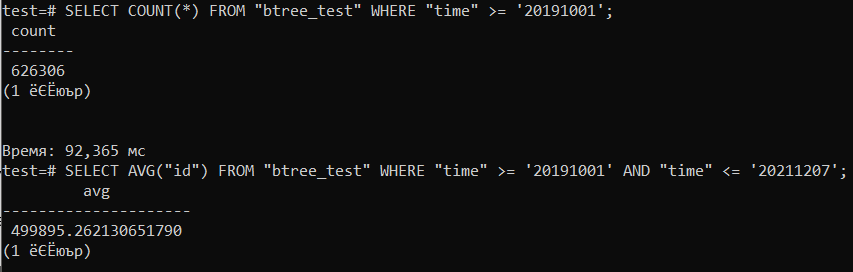 test=# SELECT COUNT(*) FROM "btree_test" WHERE "time" >= '20191001';
 count
--------
 626306
(1 ёЄЁюър)
Время: 92,365 мс
test=# SELECT AVG("id") FROM "btree_test" WHERE "time" >= '20191001' AND "time" <= '20211207';
         avg
---------------------
 499895.262130651790
(1 ёЄЁюър)